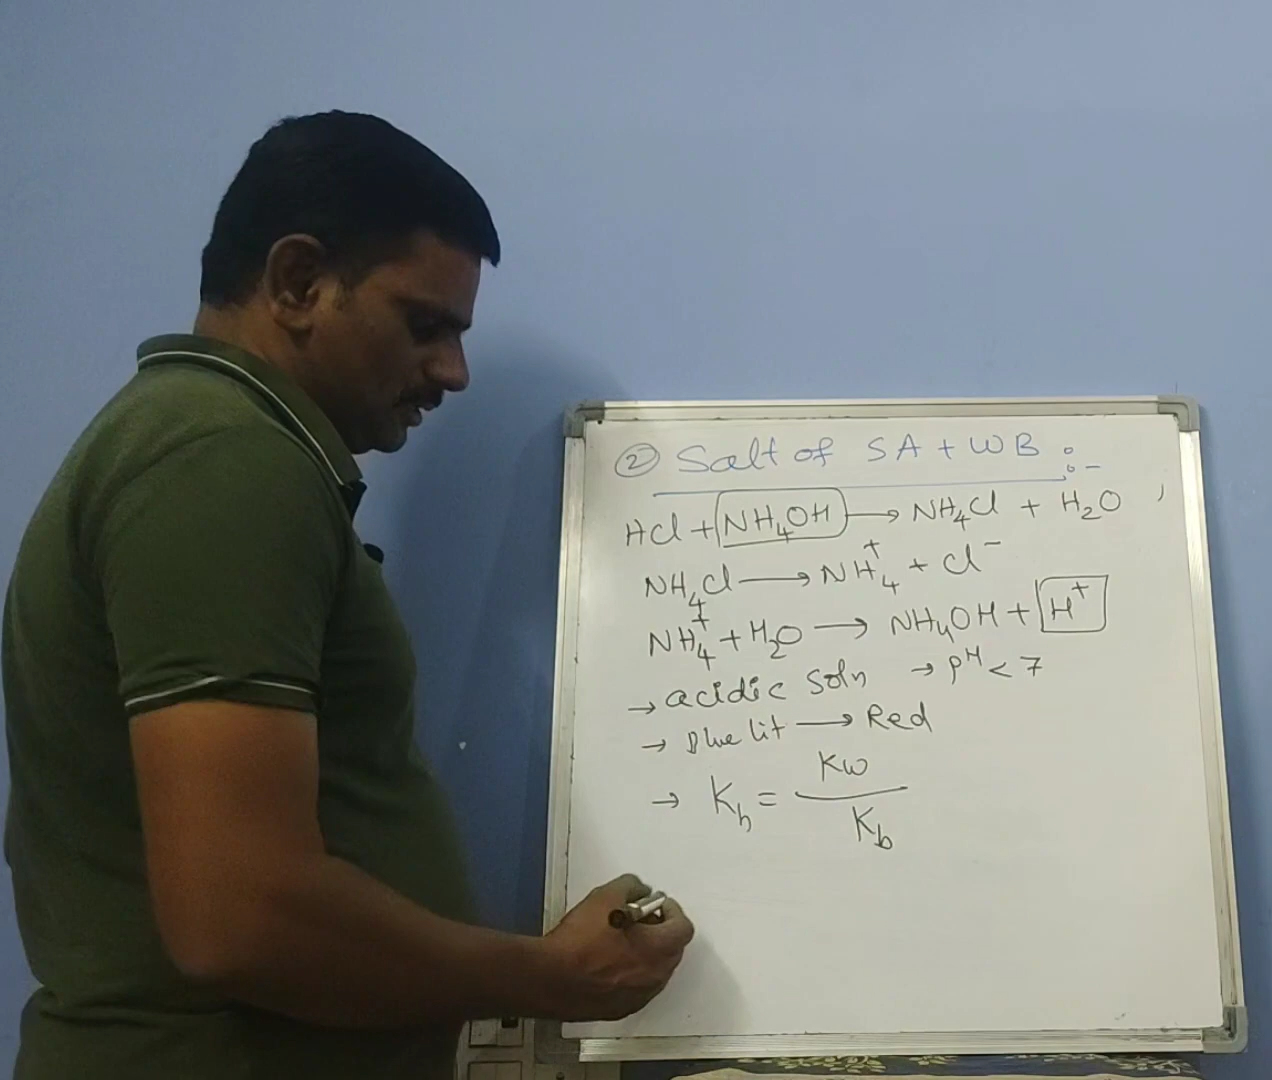 ② Salt of SA + WB :-
HCl + NH₄OH → NH₄Cl + H₂O
NH₄Cl → NH₄⁺ + Cl⁻
NH₄⁺ + H₂O → NH₄OH + H⁺
→ acidic soln → pH < 7
→ Blue lit → Red
→ Kh = Kw / Kb